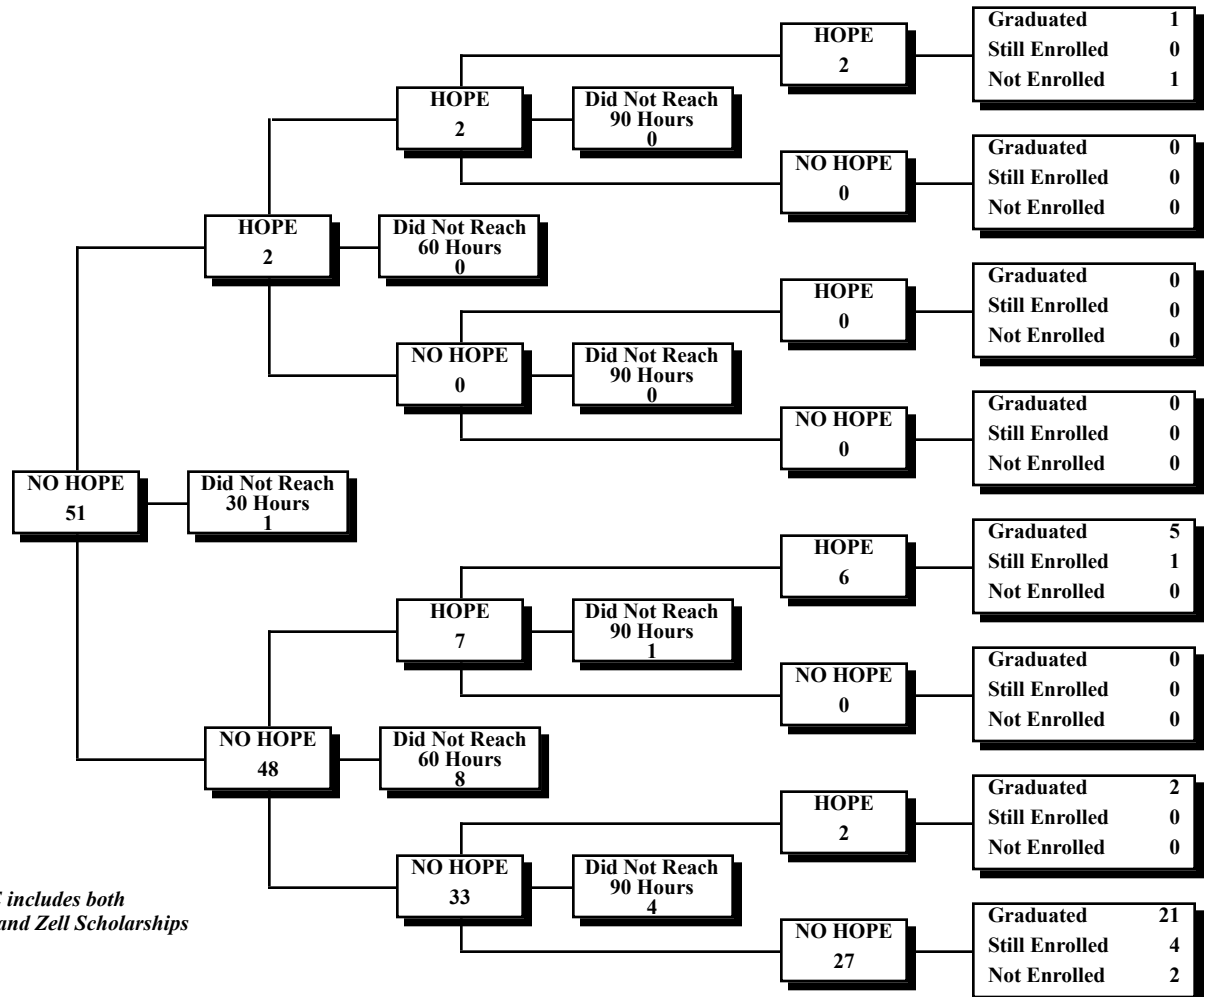 Graduated 1
Still Enrolled 0
Not Enrolled 1
HOPE
2
HOPE
2
Did Not Reach
90 Hours
0
NO HOPE
0
Graduated 0
Still Enrolled 0
Not Enrolled 0
HOPE
2
Did Not Reach
60 Hours
0
HOPE
0
Graduated 0
Still Enrolled 0
Not Enrolled 0
NO HOPE
0
Did Not Reach
90 Hours
0
NO HOPE
0
Graduated 0
Still Enrolled 0
Not Enrolled 0
NO HOPE
51
Did Not Reach
30 Hours
1
HOPE
6
Graduated 5
Still Enrolled 1
Not Enrolled 0
HOPE
7
Did Not Reach
90 Hours
1
NO HOPE
0
Graduated 0
Still Enrolled 0
Not Enrolled 0
NO HOPE
48
Did Not Reach
60 Hours
8
HOPE
2
Graduated 2
Still Enrolled 0
Not Enrolled 0
NO HOPE
33
Did Not Reach
90 Hours
4
NO HOPE
27
Graduated 21
Still Enrolled 4
Not Enrolled 2
includes both
and Zell Scholarships